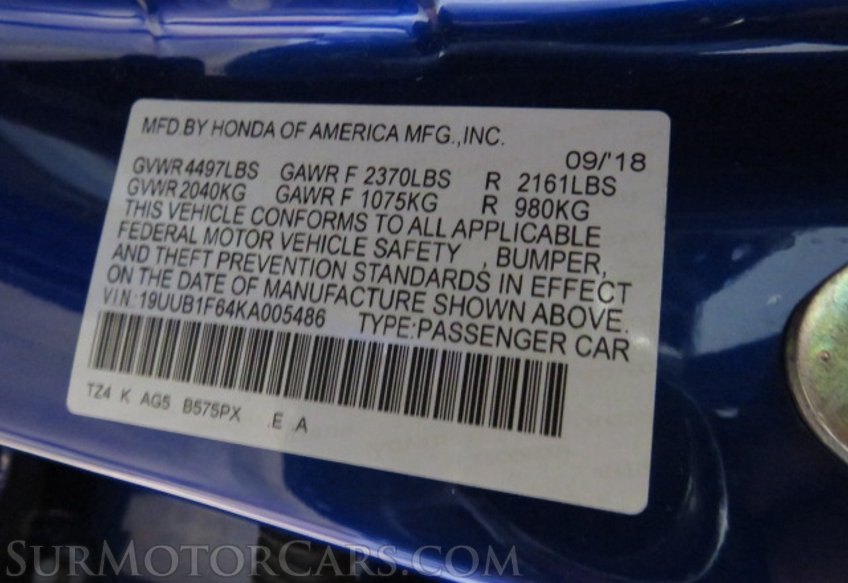 MFD.BY HONDA OF AMERICA MFG.,INC.
09/'18
GVWR 4497LBS GAWR F 2370LBS R 2161LBS
GVWR 2040KG GAWR F 1075KG R 980KG
THIS VEHICLE CONFORMS TO ALL APPLICABLE
FEDERAL MOTOR VEHICLE SAFETY , BUMPER,
AND THEFT PREVENTION STANDARDS IN EFFECT
ON THE DATE OF MANUFACTURE SHOWN ABOVE.
VIN:19UUB1F64KA005486 TYPE:PASSENGER CAR
TZ4 K AG5 B575PX .E .A
SURMOTORCARS.COM